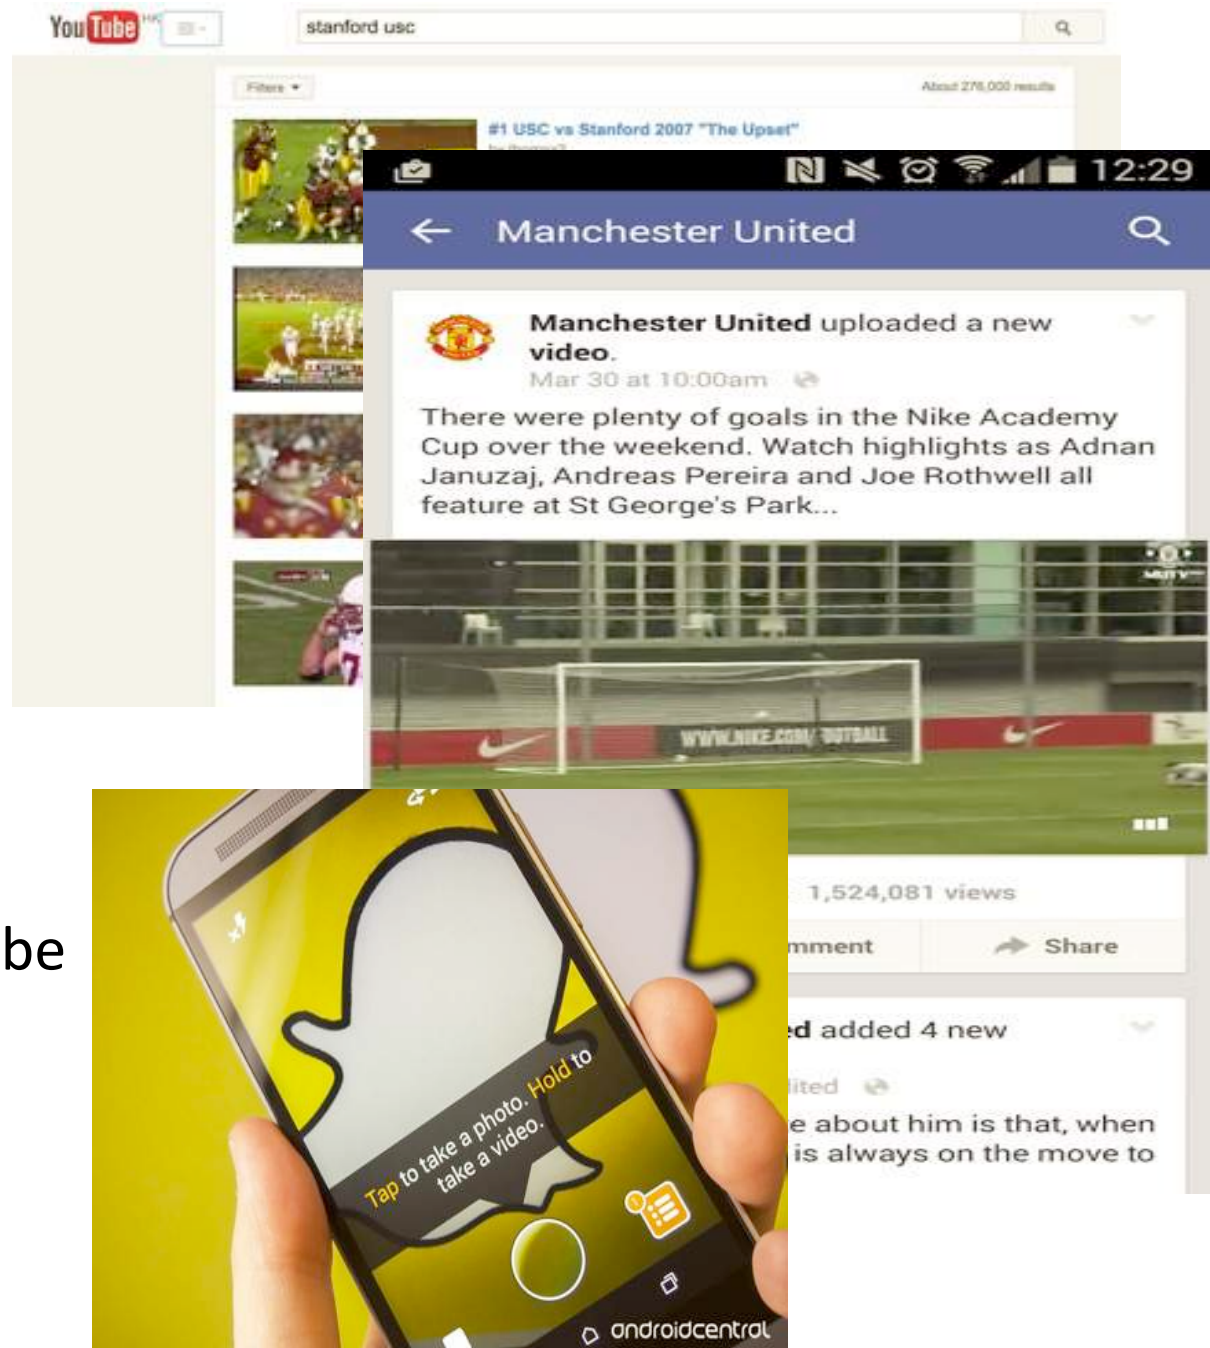 YouTube
stanford usc
Filters
About 276,000 results
#1 USC vs Stanford 2007 "The Upset"
12:29
Manchester United
Manchester United uploaded a new
video.
Mar 30 at 10:00am
There were plenty of goals in the Nike Academy
Cup over the weekend. Watch highlights as Adnan
Januzaj, Andreas Pereira and Joe Rothwell all
feature at St George's Park...
WWW.NIKE.COM/ OOTBALL
1,524,081 views
mment
Share
be
ed added 4 new
ited
e about him is that, when
is always on the move to
Tap to take a photo. Hold to
take a video.
androidcentral